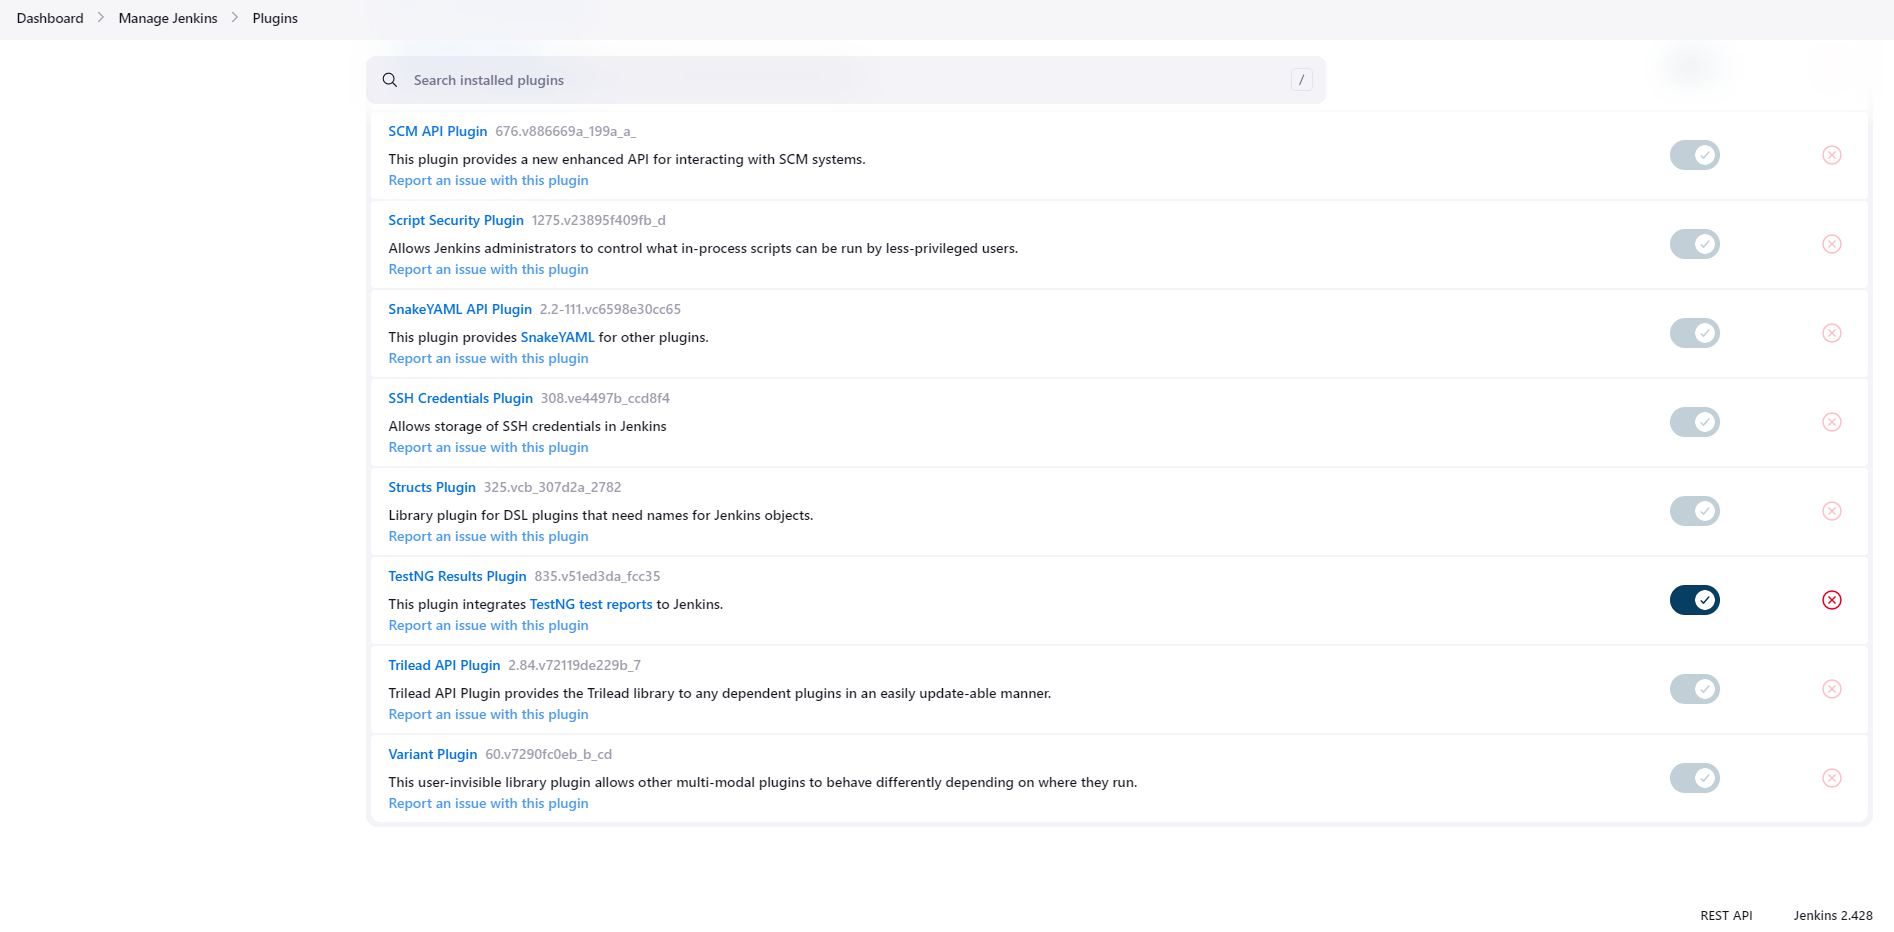 Dashboard > Manage Jenkins > Plugins
Search installed plugins /
SCM API Plugin 676.v886669a_199a_a_
This plugin provides a new enhanced API for interacting with SCM systems.
Report an issue with this plugin
Script Security Plugin 1275.v23895f409fb_d
Allows Jenkins administrators to control what in-process scripts can be run by less-privileged users.
Report an issue with this plugin
SnakeYAML API Plugin 2.2-111.vc6598e30cc65
This plugin provides SnakeYAML for other plugins.
Report an issue with this plugin
SSH Credentials Plugin 308.ve4497b_ccd8f4
Allows storage of SSH credentials in Jenkins
Report an issue with this plugin
Structs Plugin 325.vcb_307d2a_2782
Library plugin for DSL plugins that need names for Jenkins objects.
Report an issue with this plugin
TestNG Results Plugin 835.v51ed3da_fcc35
This plugin integrates TestNG test reports to Jenkins.
Report an issue with this plugin
Trilead API Plugin 2.84.v72119de229b_7
Trilead API Plugin provides the Trilead library to any dependent plugins in an easily update-able manner.
Report an issue with this plugin
Variant Plugin 60.v7290fc0eb_b_cd
This user-invisible library plugin allows other multi-modal plugins to behave differently depending on where they run.
Report an issue with this plugin
REST API Jenkins 2.428